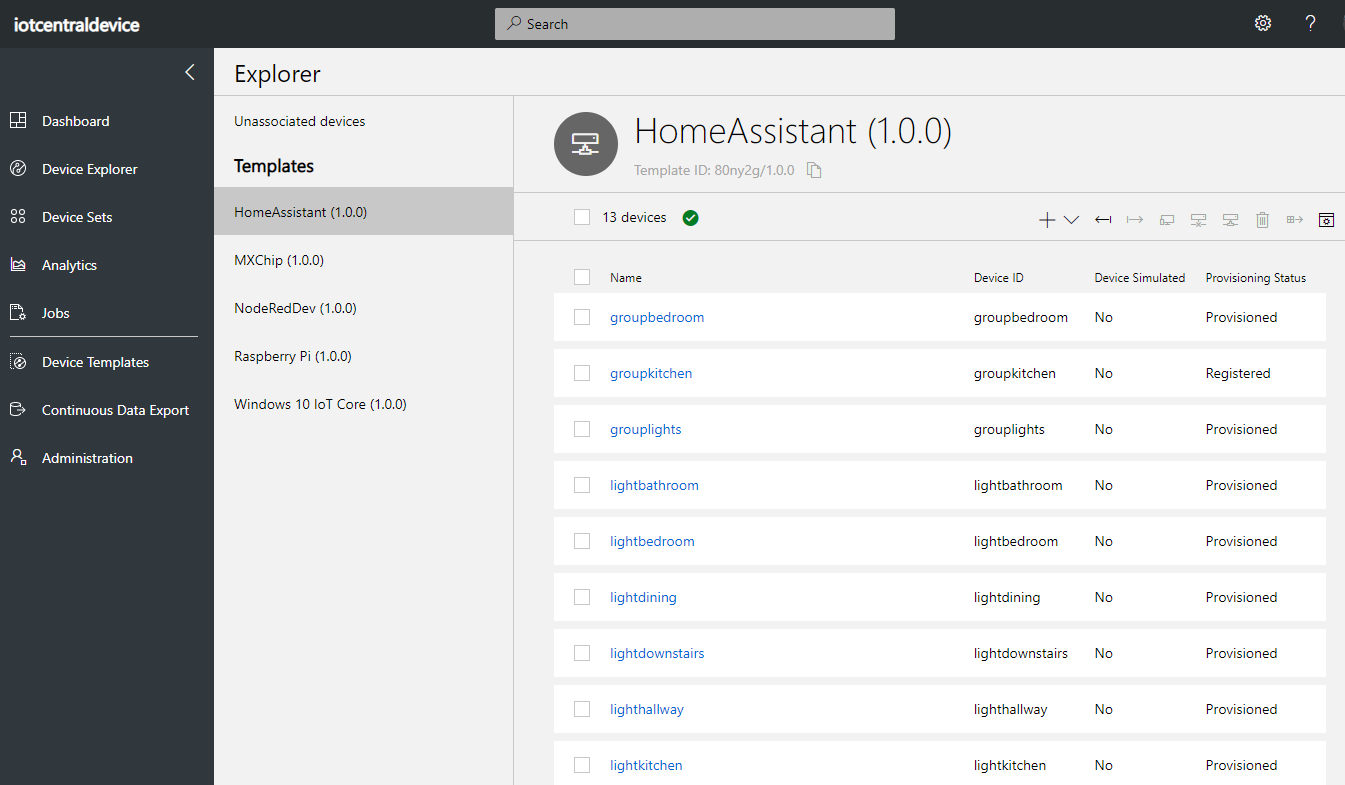 iotcentraldevice
Search
?
Dashboard
Device Explorer
Device Sets
Analytics
Jobs
Device Templates
Continuous Data Export
Administration
Explorer
Unassociated devices
Templates
HomeAssistant (1.0.0)
MXChip (1.0.0)
NodeRedDev (1.0.0)
Raspberry Pi (1.0.0)
Windows 10 IoT Core (1.0.0)
HomeAssistant (1.0.0)
Template ID: 80ny2g/1.0.0
13 devices
Name Device ID Device Simulated Provisioning Status
groupbedroom groupbedroom No Provisioned
groupkitchen groupkitchen No Registered
grouplights grouplights No Provisioned
lightbathroom lightbathroom No Provisioned
lightbedroom lightbedroom No Provisioned
lightdining lightdining No Provisioned
lightdownstairs lightdownstairs No Provisioned
lighthallway lighthallway No Provisioned
lightkitchen lightkitchen No Provisioned